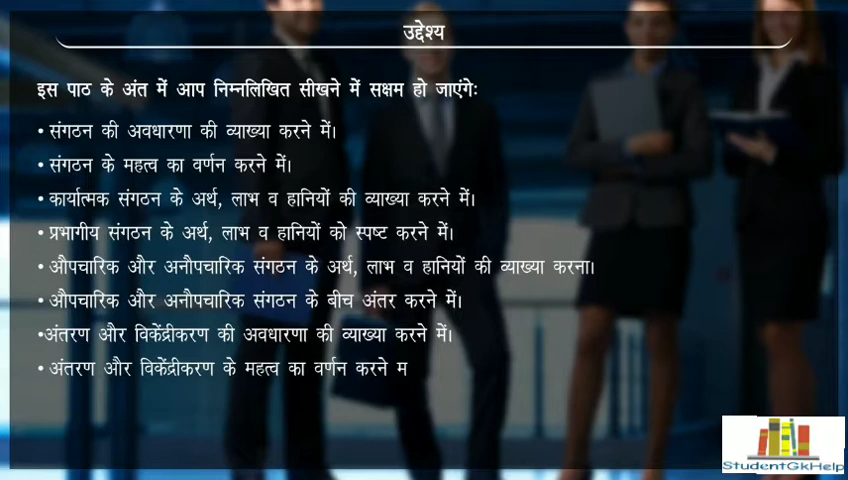 उद्देश्य
इस पाठ के अंत में आप निम्नलिखित सीखने में सक्षम हो जाएंगेः
• संगठन की अवधारणा की व्याख्या करने में।
• संगठन के महत्व का वर्णन करने में।
• कार्यात्मक संगठन के अर्थ, लाभ व हानियों की व्याख्या करने में।
• प्रभागीय संगठन के अर्थ, लाभ व हानियों को स्पष्ट करने में।
• औपचारिक और अनौपचारिक संगठन के अर्थ, लाभ व हानियों की व्याख्या करना।
• औपचारिक और अनौपचारिक संगठन के बीच अंतर करने में।
•अंतरण और विकेंद्रीकरण की अवधारणा की व्याख्या करने में।
• अंतरण और विकेंद्रीकरण के महत्व का वर्णन करने म
StudentGkHelp